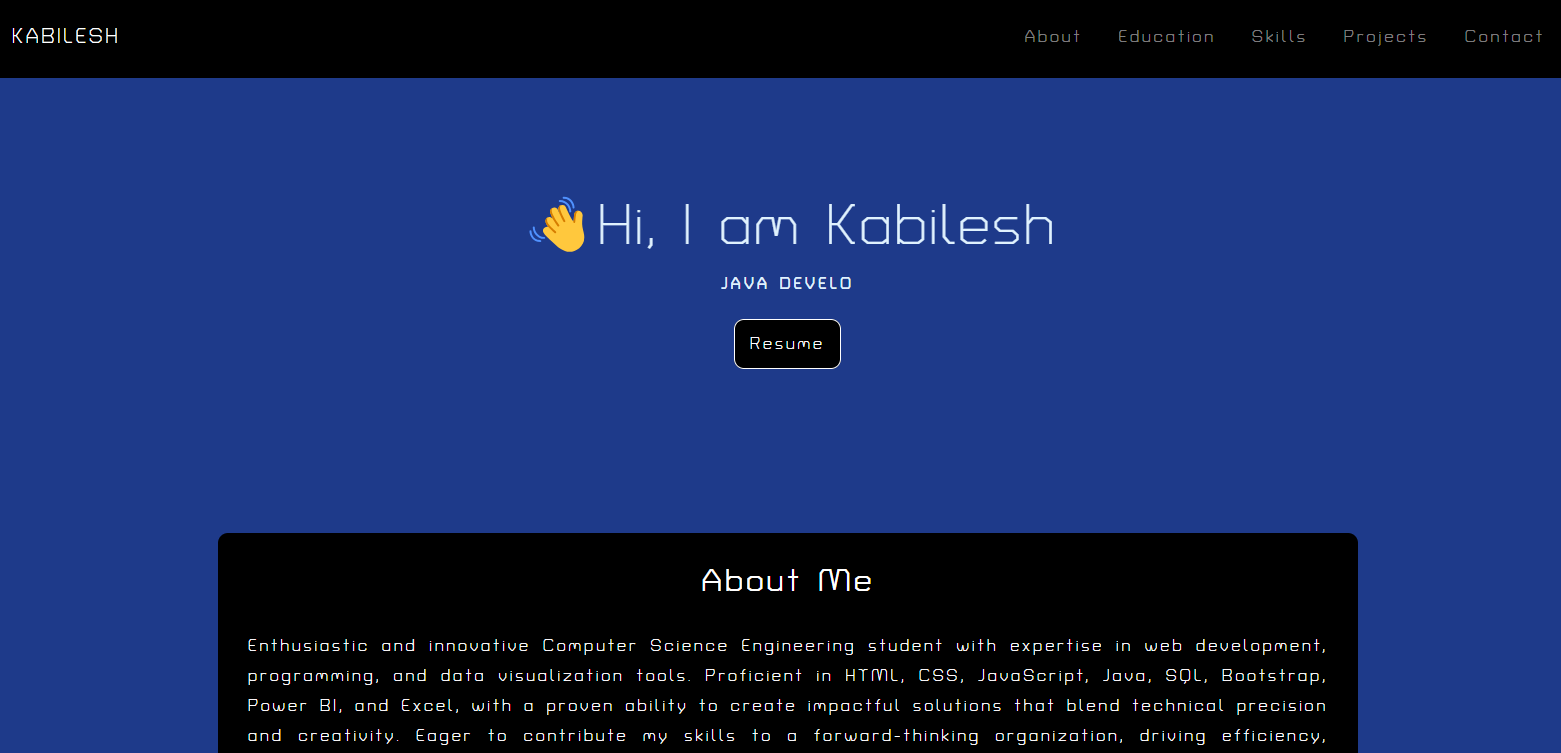 KABILESH
About Education Skills Projects Contact
👋Hi, I am Kabilesh
JAVA DEVELO
Resume
About Me
Enthusiastic and innovative Computer Science Engineering student with expertise in web development,
programming, and data visualization tools. Proficient in HTML, CSS, JavaScript, Java, SQL, Bootstrap,
Power BI, and Excel, with a proven ability to create impactful solutions that blend technical precision
and creativity. Eager to contribute my skills to a forward-thinking organization, driving efficiency,